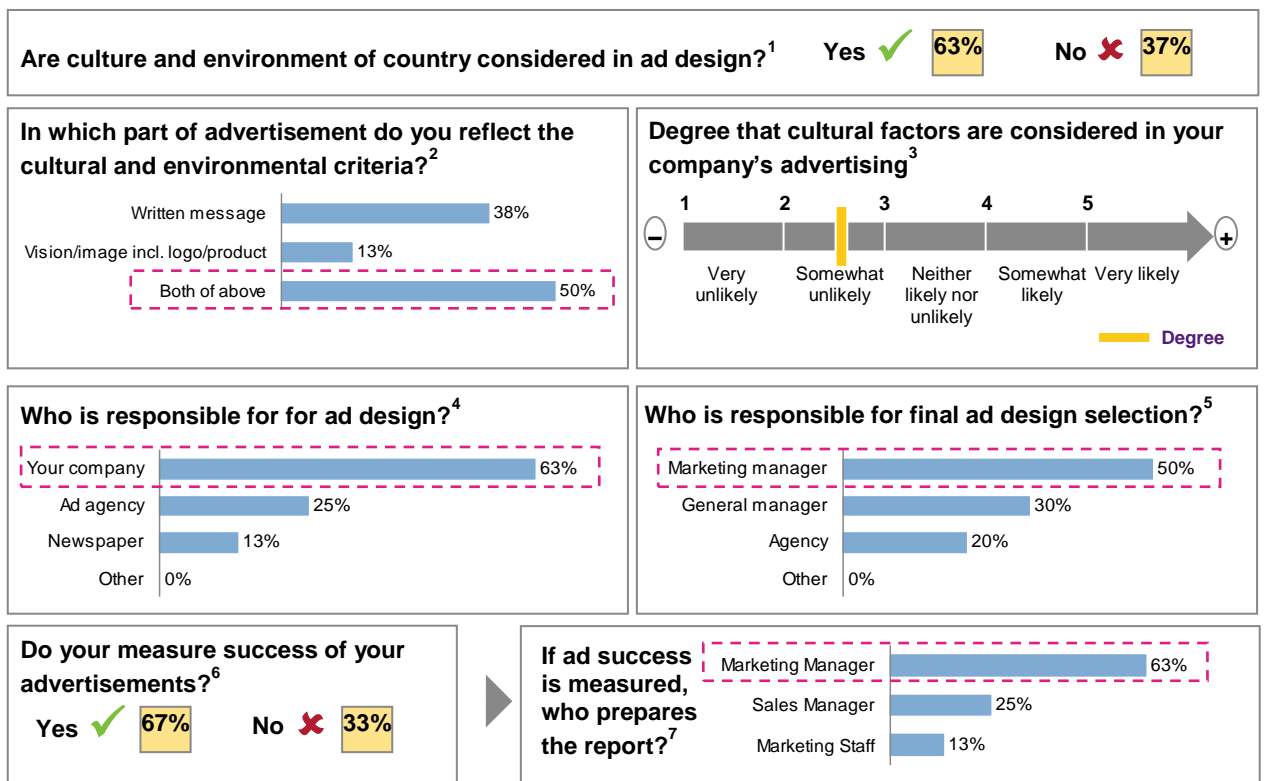 Are culture and environment of country considered in ad design?1 Yes 63% No 37%
In which part of advertisement do you reflect the
cultural and environmental criteria?2
Written message 38%
Vision/image incl. logo/product 13%
Both of above 50%
Degree that cultural factors are considered in your
company's advertising3
1 2 3 4 5
− +
Very
unlikely
Somewhat
unlikely
Neither
likely nor
unlikely
Somewhat
likely
Very likely
Degree
Who is responsible for for ad design?4
Your company 63%
Ad agency 25%
Newspaper 13%
Other 0%
Who is responsible for final ad design selection?5
Marketing manager 50%
General manager 30%
Agency 20%
Other 0%
Do your measure success of your
advertisements?6
Yes 67% No 33%
If ad success
is measured,
who prepares
the report?7
Marketing Manager 63%
Sales Manager 25%
Marketing Staff 13%